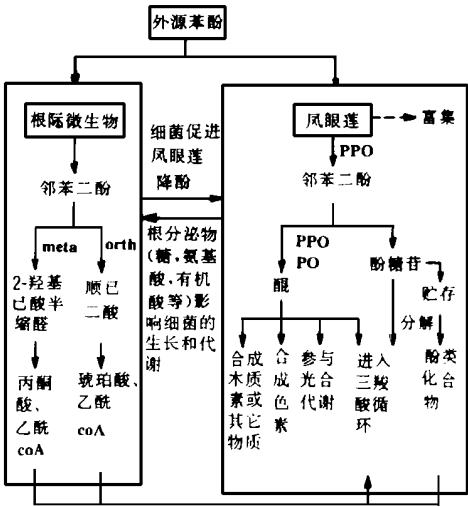 外源苯酚
根际微生物
邻苯二酚
meta
orth
2-羟基
已酸半
缩醛
顺已
二酸
丙酮
酸、
乙酰
coA
琥珀酸、
乙酰
coA
细菌促进
凤眼莲
降酚
根分泌物
(糖,氨基
酸,有机
酸等)影
响细菌的
生长和代
谢
凤眼莲
富集
PPO
邻苯二酚
PPO
PO
醌
酚糖苷
贮存
分解
合成
木质
素或
其它
物质
合
成
色
素
参与
光合
代谢
进入
三羧
酸循
环
酚类
化合
物